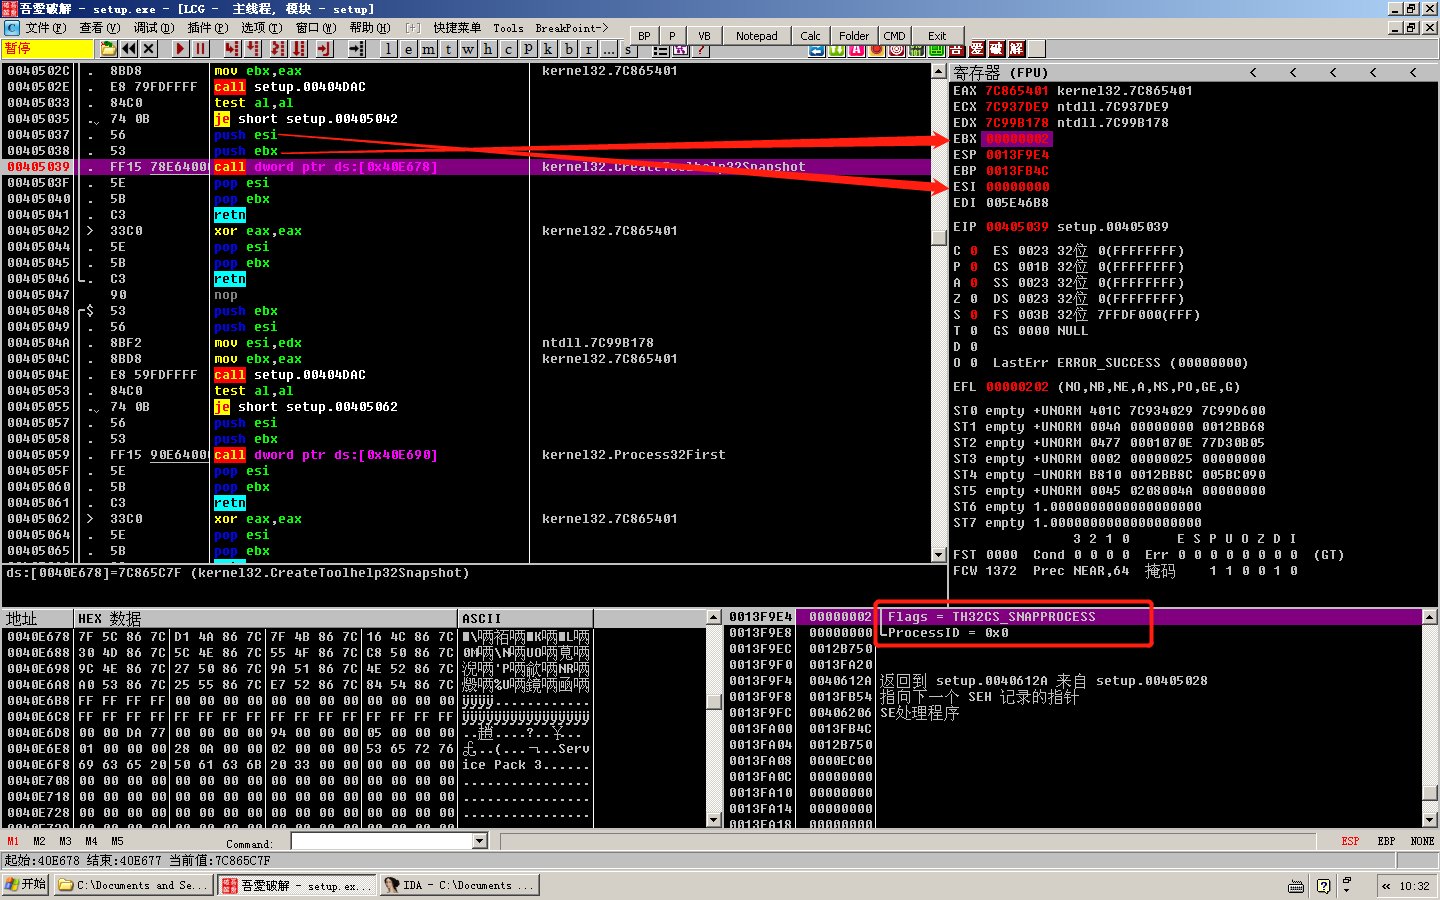 吾愛破解 - setup.exe - [LCG - 主线程, 模块 - setup]
文件(F) 查看(V) 调试(D) 插件(P) 选项(T) 窗口(W) 帮助(H) [+] 快捷菜单 Tools BreakPoint->
BP P VB Notepad Calc Folder CMD Exit
暂停
l e m t w h c p k b r ... s
0040502C . 8BD8 mov ebx,eax kernel32.7C865401
0040502E . E8 79FDFFFF call setup.00404DAC
00405033 . 84C0 test al,al
00405035 . 74 0B je short setup.00405042
00405037 . 56 push esi
00405038 . 53 push ebx
00405039 . FF15 78E64000 call dword ptr ds:[0x40E678] kernel32.CreateToolhelp32Snapshot
0040503F . 5E pop esi
00405040 . 5B pop ebx
00405041 . C3 retn
00405042 > 33C0 xor eax,eax kernel32.7C865401
00405044 . 5E pop esi
00405045 . 5B pop ebx
00405046 . C3 retn
00405047 90 nop
00405048 $ 53 push ebx
00405049 . 56 push esi
0040504A . 8BF2 mov esi,edx ntdll.7C99B178
0040504C . 8BD8 mov ebx,eax kernel32.7C865401
0040504E . E8 59FDFFFF call setup.00404DAC
00405053 . 84C0 test al,al
00405055 . 74 0B je short setup.00405062
00405057 . 56 push esi
00405058 . 53 push ebx
00405059 . FF15 90E64000 call dword ptr ds:[0x40E690] kernel32.Process32First
0040505F . 5E pop esi
00405060 . 5B pop ebx
00405061 . C3 retn
00405062 > 33C0 xor eax,eax kernel32.7C865401
00405064 . 5E pop esi
00405065 . 5B pop ebx
ds:[0040E678]=7C865C7F (kernel32.CreateToolhelp32Snapshot)
寄存器 (FPU) < < < < <
EAX 7C865401 kernel32.7C865401
ECX 7C937DE9 ntdll.7C937DE9
EDX 7C99B178 ntdll.7C99B178
EBX 00000002
ESP 0013F9E4
EBP 0013FB4C
ESI 00000000
EDI 005E46B8
EIP 00405039 setup.00405039
C 0 ES 0023 32位 0(FFFFFFFF)
P 0 CS 001B 32位 0(FFFFFFFF)
A 0 SS 0023 32位 0(FFFFFFFF)
Z 0 DS 0023 32位 0(FFFFFFFF)
S 0 FS 003B 32位 7FFDF000(FFF)
T 0 GS 0000 NULL
D 0
O 0 LastErr ERROR_SUCCESS (00000000)
EFL 00000202 (NO,NB,NE,A,NS,PO,GE,G)
ST0 empty +UNORM 401C 7C934029 7C99D600
ST1 empty +UNORM 004A 00000000 0012BB68
ST2 empty +UNORM 0477 0001070E 77D30B05
ST3 empty +UNORM 0002 00000025 00000000
ST4 empty -UNORM B810 0012BB8C 005BC090
ST5 empty +UNORM 0045 0208004A 00000000
ST6 empty 1.0000000000000000000
ST7 empty 1.0000000000000000000
3 2 1 0 E S P U O Z D I
FST 0000 Cond 0 0 0 0 Err 0 0 0 0 0 0 0 0 (GT)
FCW 1372 Prec NEAR,64 掩码 1 1 0 0 1 0
地址 HEX 数据 ASCII
0040E678 7F 5C 86 7C D1 4A 86 7C 7F 4B 86 7C 16 4C 86 7C
0040E688 30 4D 86 7C 5C 4E 86 7C 55 4F 86 7C C8 50 86 7C
0040E698 9C 4E 86 7C 27 50 86 7C 9A 51 86 7C 4E 52 86 7C
0040E6A8 A0 53 86 7C 25 55 86 7C E7 52 86 7C 84 54 86 7C
0040E6B8 FF FF FF FF 00 00 00 00 00 00 00 00 00 00 00 00 ÿÿÿÿ............
0040E6C8 FF FF FF FF FF FF FF FF FF FF FF FF FF FF FF FF ÿÿÿÿÿÿÿÿÿÿÿÿÿÿÿÿ
0040E6D8 00 00 DA 77 00 00 00 00 94 00 00 00 05 00 00 00
0040E6E8 01 00 00 00 28 0A 00 00 02 00 00 00 53 65 72 76
0040E6F8 69 63 65 20 50 61 63 6B 20 33 00 00 00 00 00 00 ice Pack 3......
0040E708 00 00 00 00 00 00 00 00 00 00 00 00 00 00 00 00 ................
0040E718 00 00 00 00 00 00 00 00 00 00 00 00 00 00 00 00 ................
0040E728 00 00 00 00 00 00 00 00 00 00 00 00 00 00 00 00 ................
0013F9E4 00000002 Flags = TH32CS_SNAPPROCESS
0013F9E8 00000000 ProcessID = 0x0
0013F9EC 0012B750
0013F9F0 0013FA20
0013F9F4 0040612A 返回到 setup.0040612A 来自 setup.00405028
0013F9F8 0013FB54 指向下一个 SEH 记录的指针
0013F9FC 00406206 SE处理程序
0013FA00 0013FB4C
0013FA04 0012B750
0013FA08 0000EC00
0013FA0C 00000000
0013FA10 00000000
0013FA14 00000000
0013FA18 00000000
M1 M2 M3 M4 M5 Command: ESP EBP NONE
起始:40E678 结束:40E677 当前值:7C865C7F
开始 C:\Documents and Se... 吾愛破解 - setup.ex... IDA - C:\Documents ... « 10:32